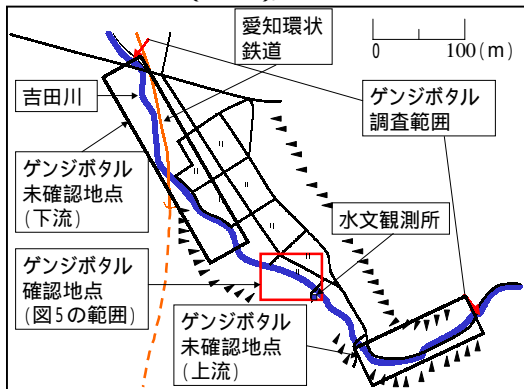 愛知環状
鉄道
0 100(m)
吉田川
ゲンジボタル
調査範囲
ゲンジボタル
未確認地点
(下流)
水文観測所
ゲンジボタル
確認地点
(図5の範囲)
ゲンジボタル
未確認地点
(上流)